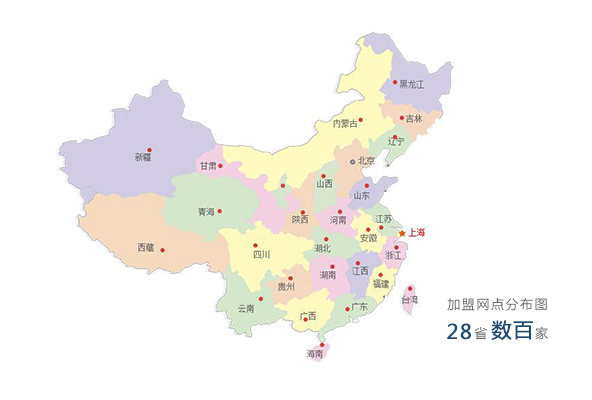 黑龙江
吉林
内蒙古
辽宁
新疆
北京
甘肃
山西
山东
青海
陕西
河南
江苏
上海
西藏
四川
湖北
安徽
浙江
湖南
江西
贵州
福建
云南
广西
广东
台湾
海南
加盟网点分布图
28省 数百家